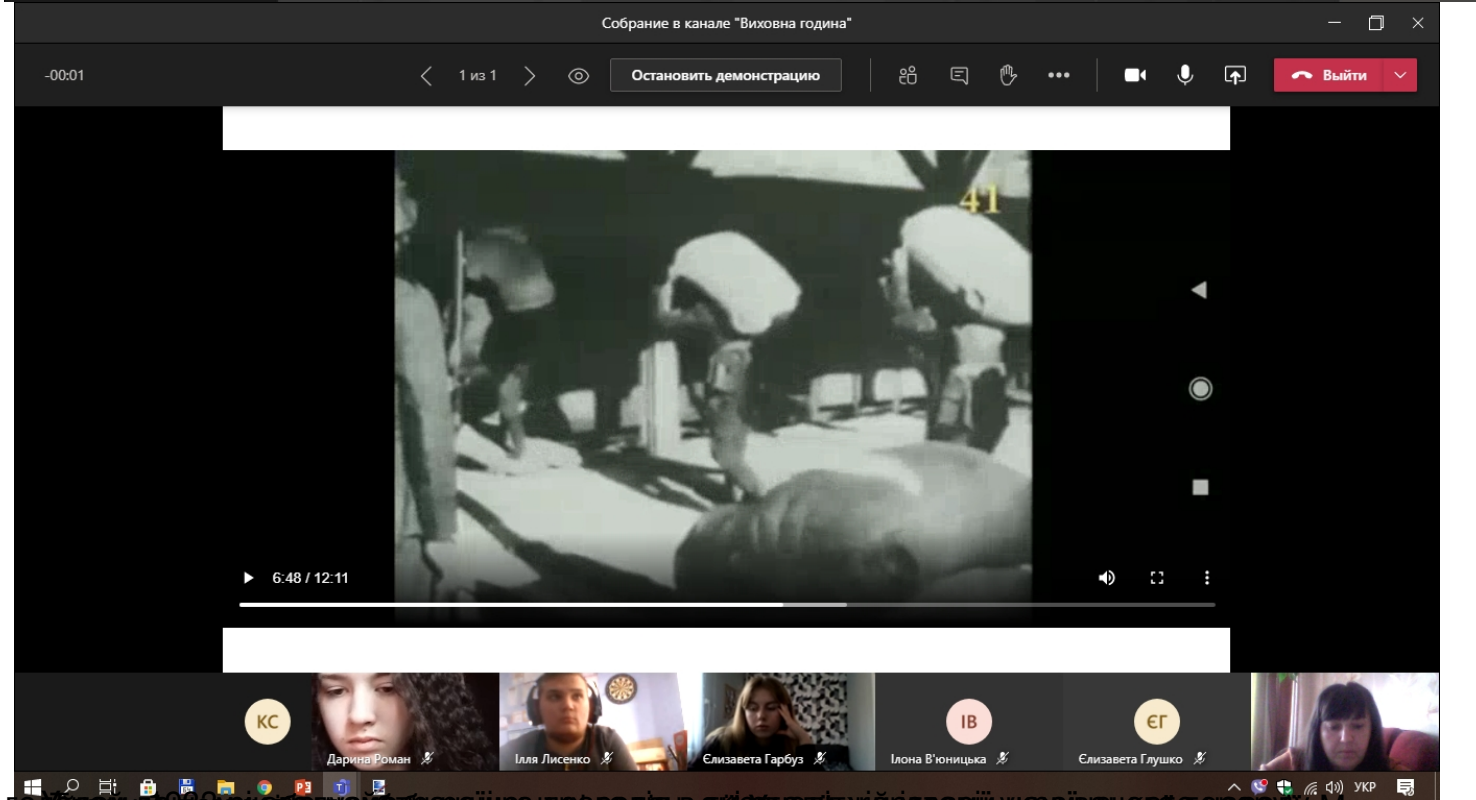 Собрание в канале "Виховна година"
-00:01
1 из 1
Остановить демонстрацию
Выйти
41
6:48 / 12:11
КС
Дарина Роман
Ілля Лисенко
Єлизавета Гарбуз
ІВ
Ілона В'юницька
ЄГ
Єлизавета Глушко
УКР